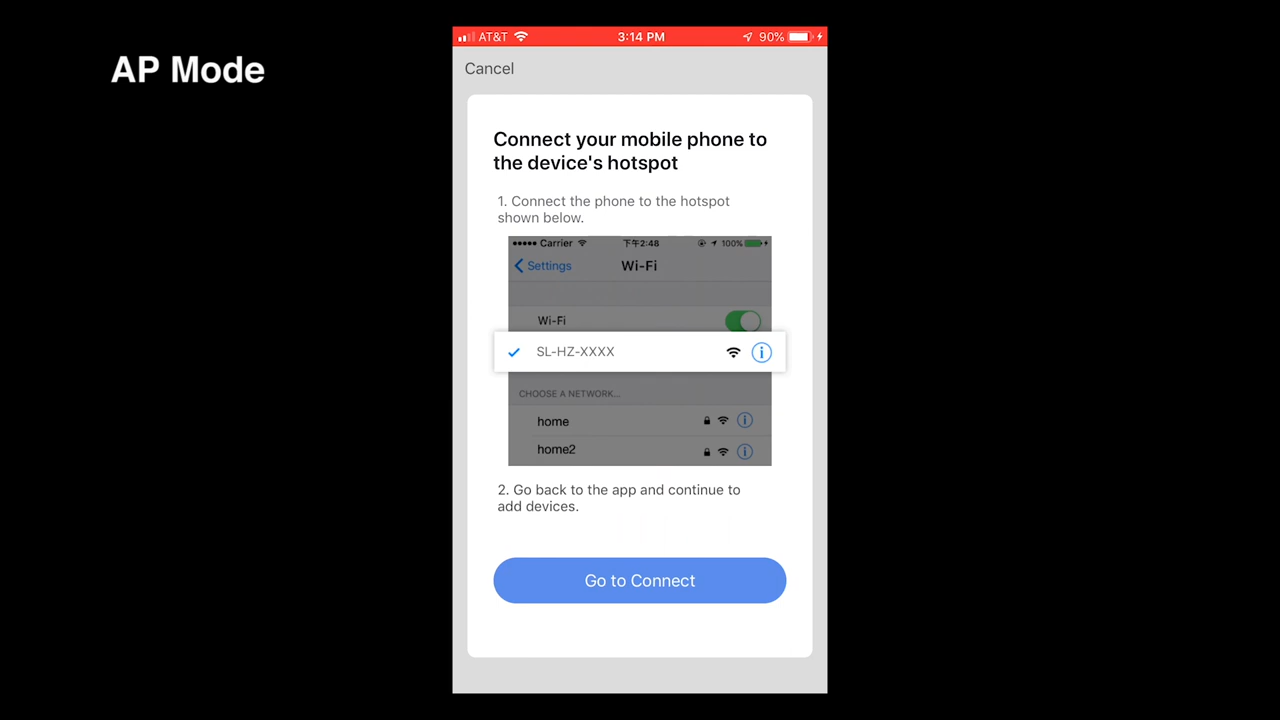 AP Mode
AT&T 3:14 PM 90%
Cancel
Connect your mobile phone to
the device's hotspot
1. Connect the phone to the hotspot
shown below.
Carrier 下午2:48 100%
Settings Wi-Fi
Wi-Fi
SL-HZ-XXXX
CHOOSE A NETWORK...
home
home2
2. Go back to the app and continue to
add devices.
Go to Connect